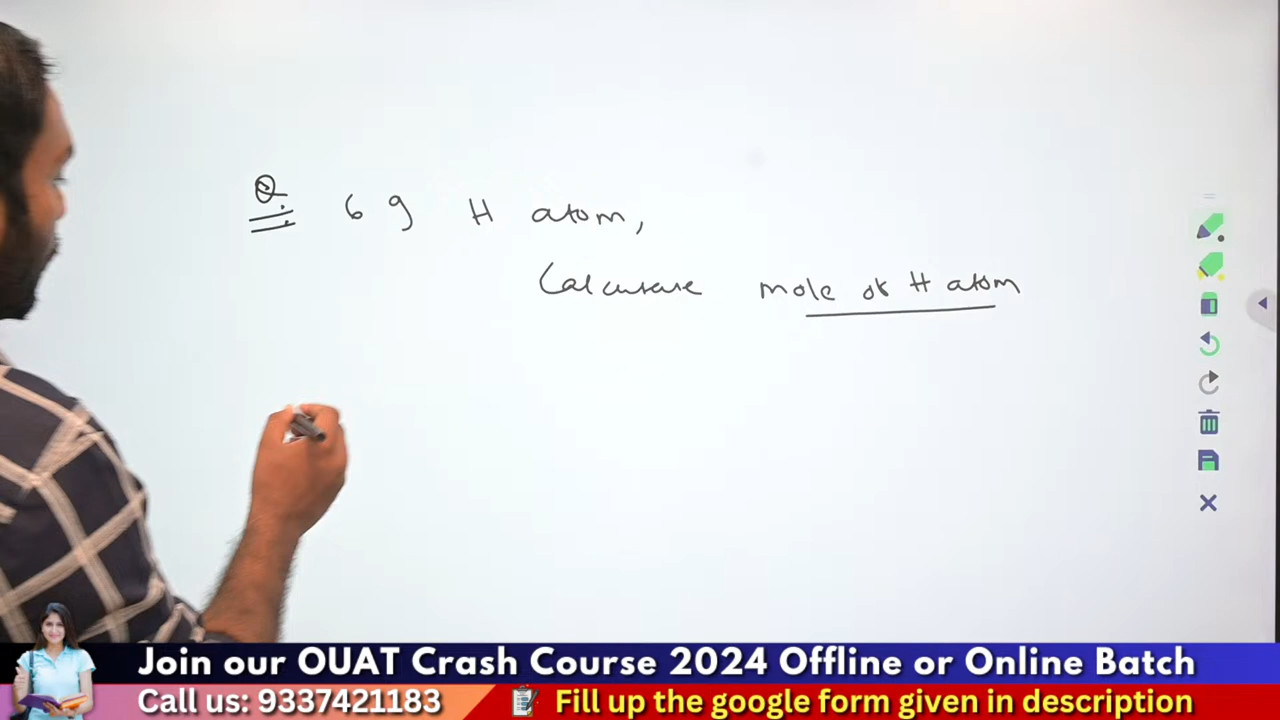 Q. 6 g H atom,
Calculate mole of H atom
Join our OUAT Crash Course 2024 Offline or Online Batch
Call us: 9337421183
Fill up the google form given in description